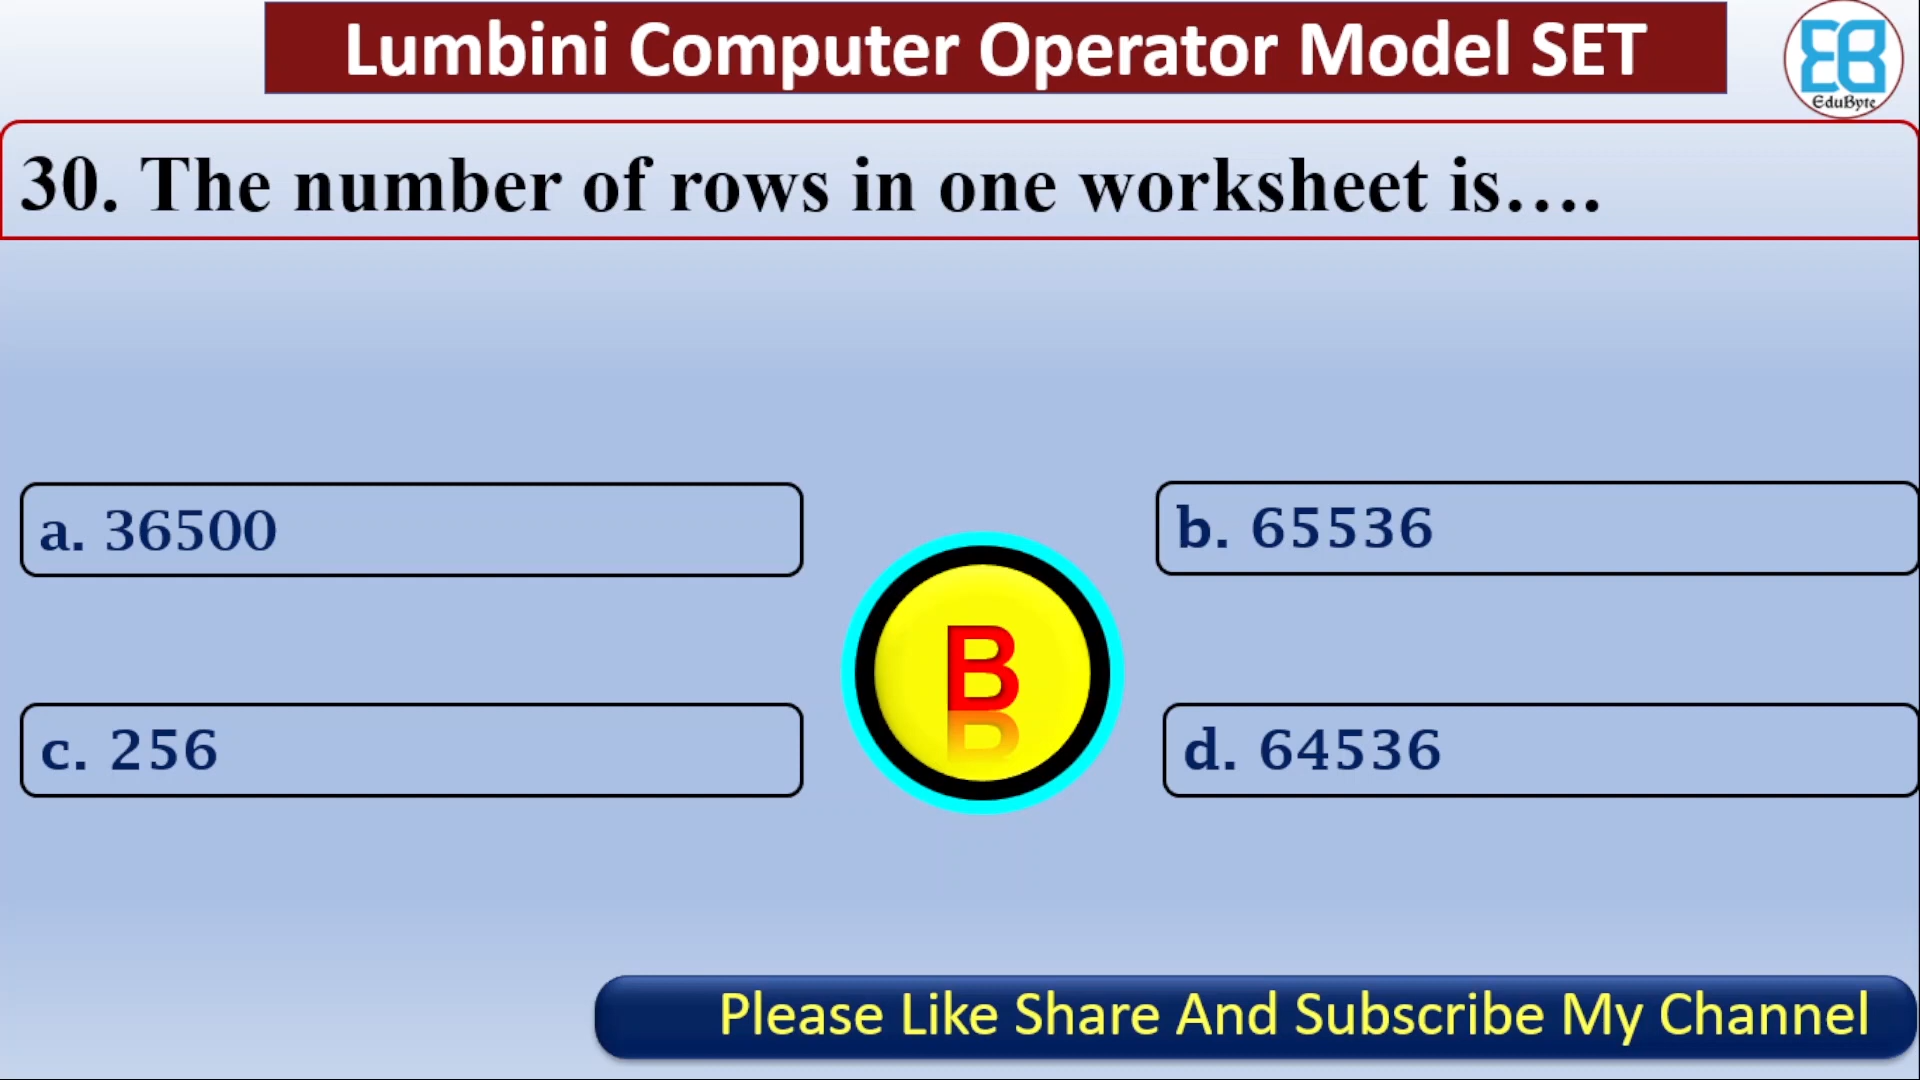 Lumbini Computer Operator Model SET
EduByte
30. The number of rows in one worksheet is….
a. 36500
b. 65536
B
c. 256
d. 64536
Please Like Share And Subscribe My Channel